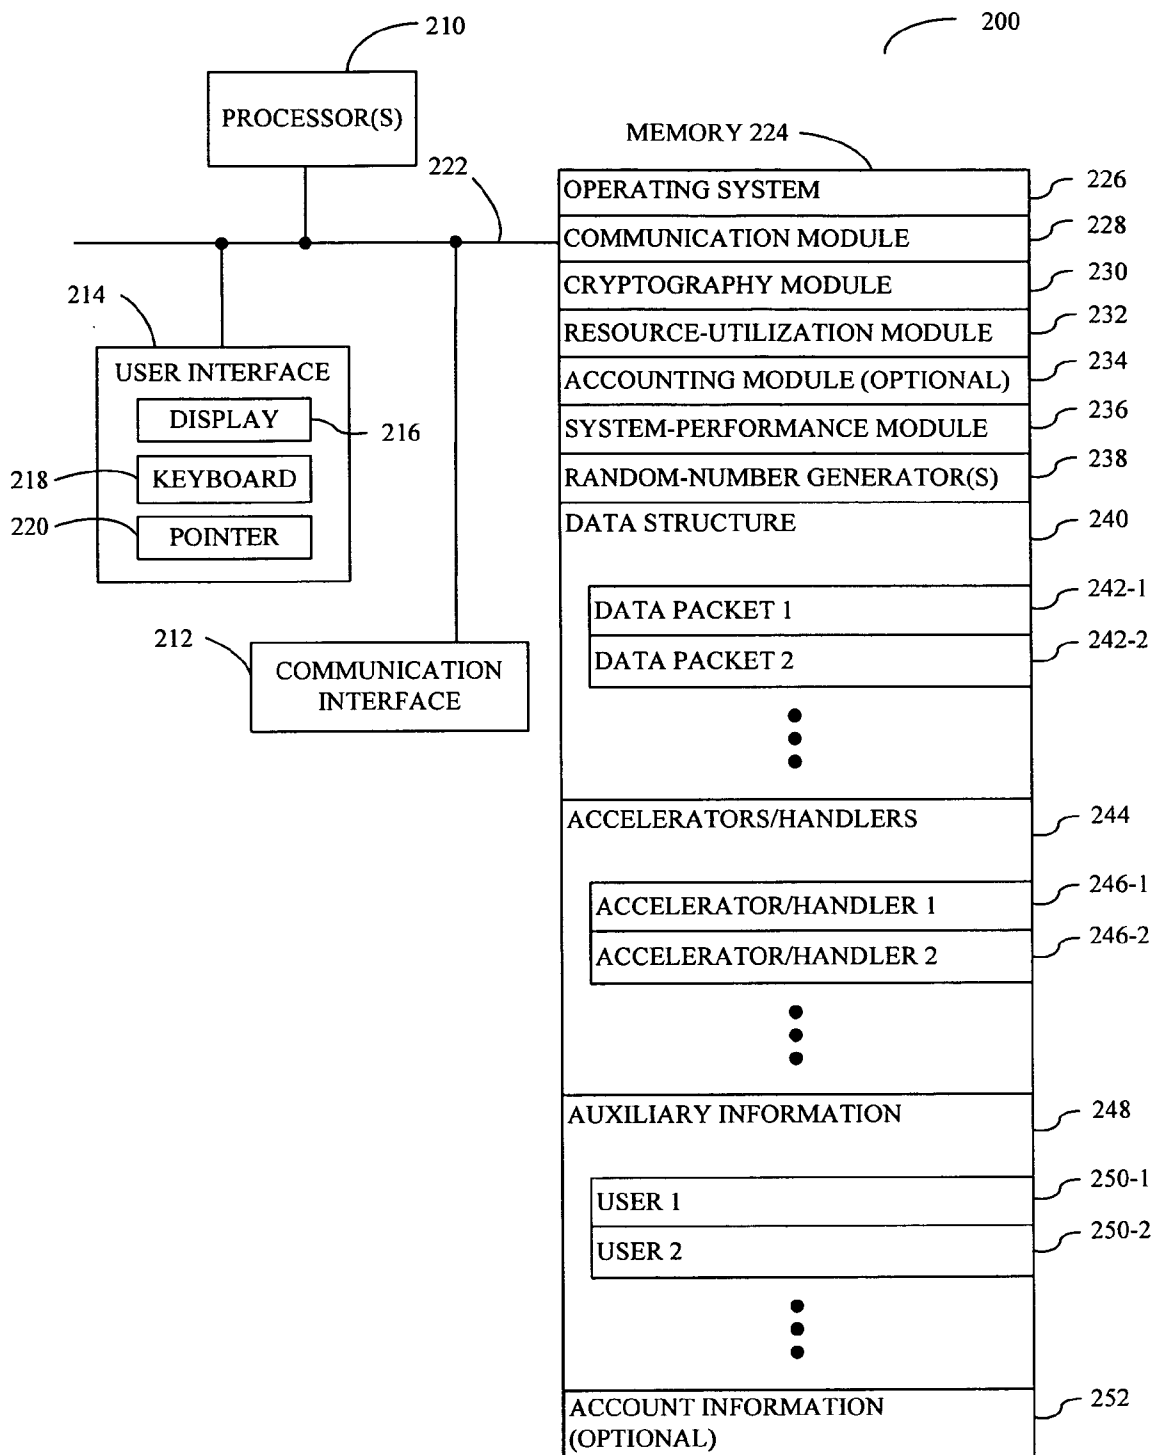 200
210
PROCESSOR(S)
MEMORY 224
222
OPERATING SYSTEM
226
COMMUNICATION MODULE
228
CRYPTOGRAPHY MODULE
230
RESOURCE-UTILIZATION MODULE
232
ACCOUNTING MODULE (OPTIONAL)
234
SYSTEM-PERFORMANCE MODULE
236
RANDOM-NUMBER GENERATOR(S)
238
214
USER INTERFACE
DISPLAY
216
218
KEYBOARD
220
POINTER
212
COMMUNICATION
INTERFACE
DATA STRUCTURE
240
DATA PACKET 1
242-1
DATA PACKET 2
242-2
ACCELERATORS/HANDLERS
244
ACCELERATOR/HANDLER 1
246-1
ACCELERATOR/HANDLER 2
246-2
AUXILIARY INFORMATION
248
USER 1
250-1
USER 2
250-2
ACCOUNT INFORMATION
(OPTIONAL)
252